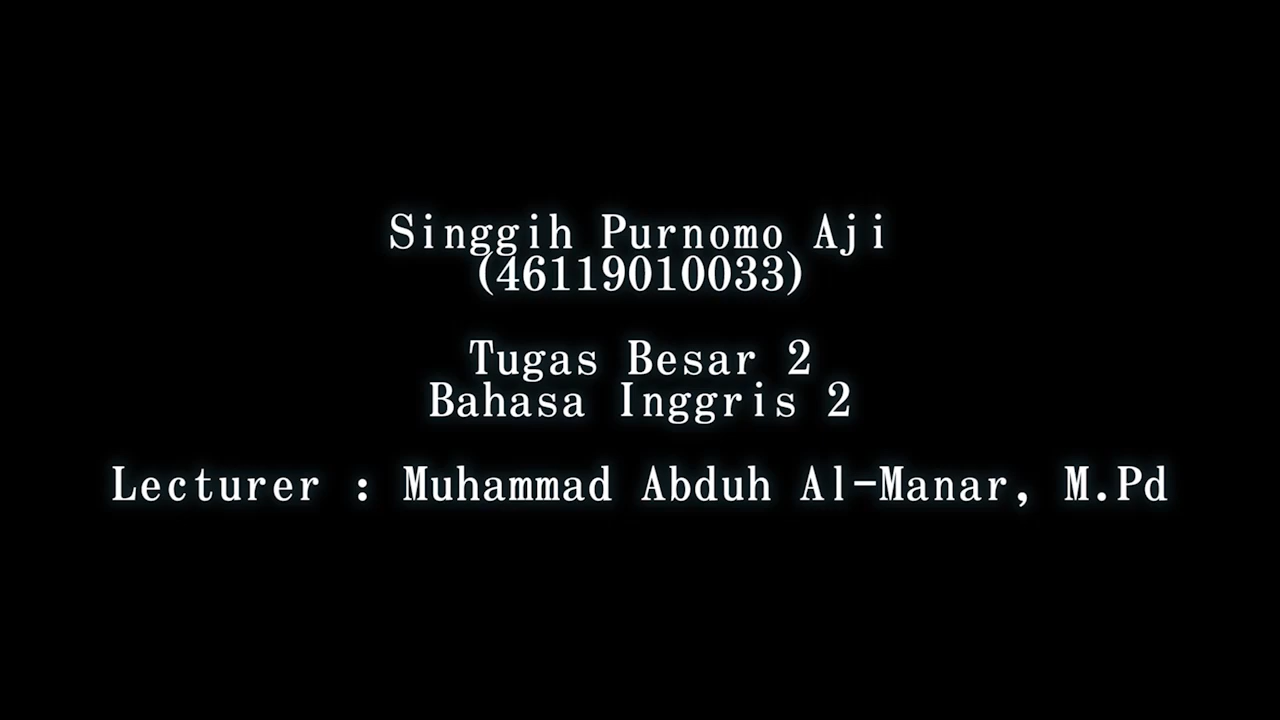 Singgih Purnomo Aji
(46119010033)
Tugas Besar 2
Bahasa Inggris 2
Lecturer : Muhammad Abduh Al-Manar, M.Pd